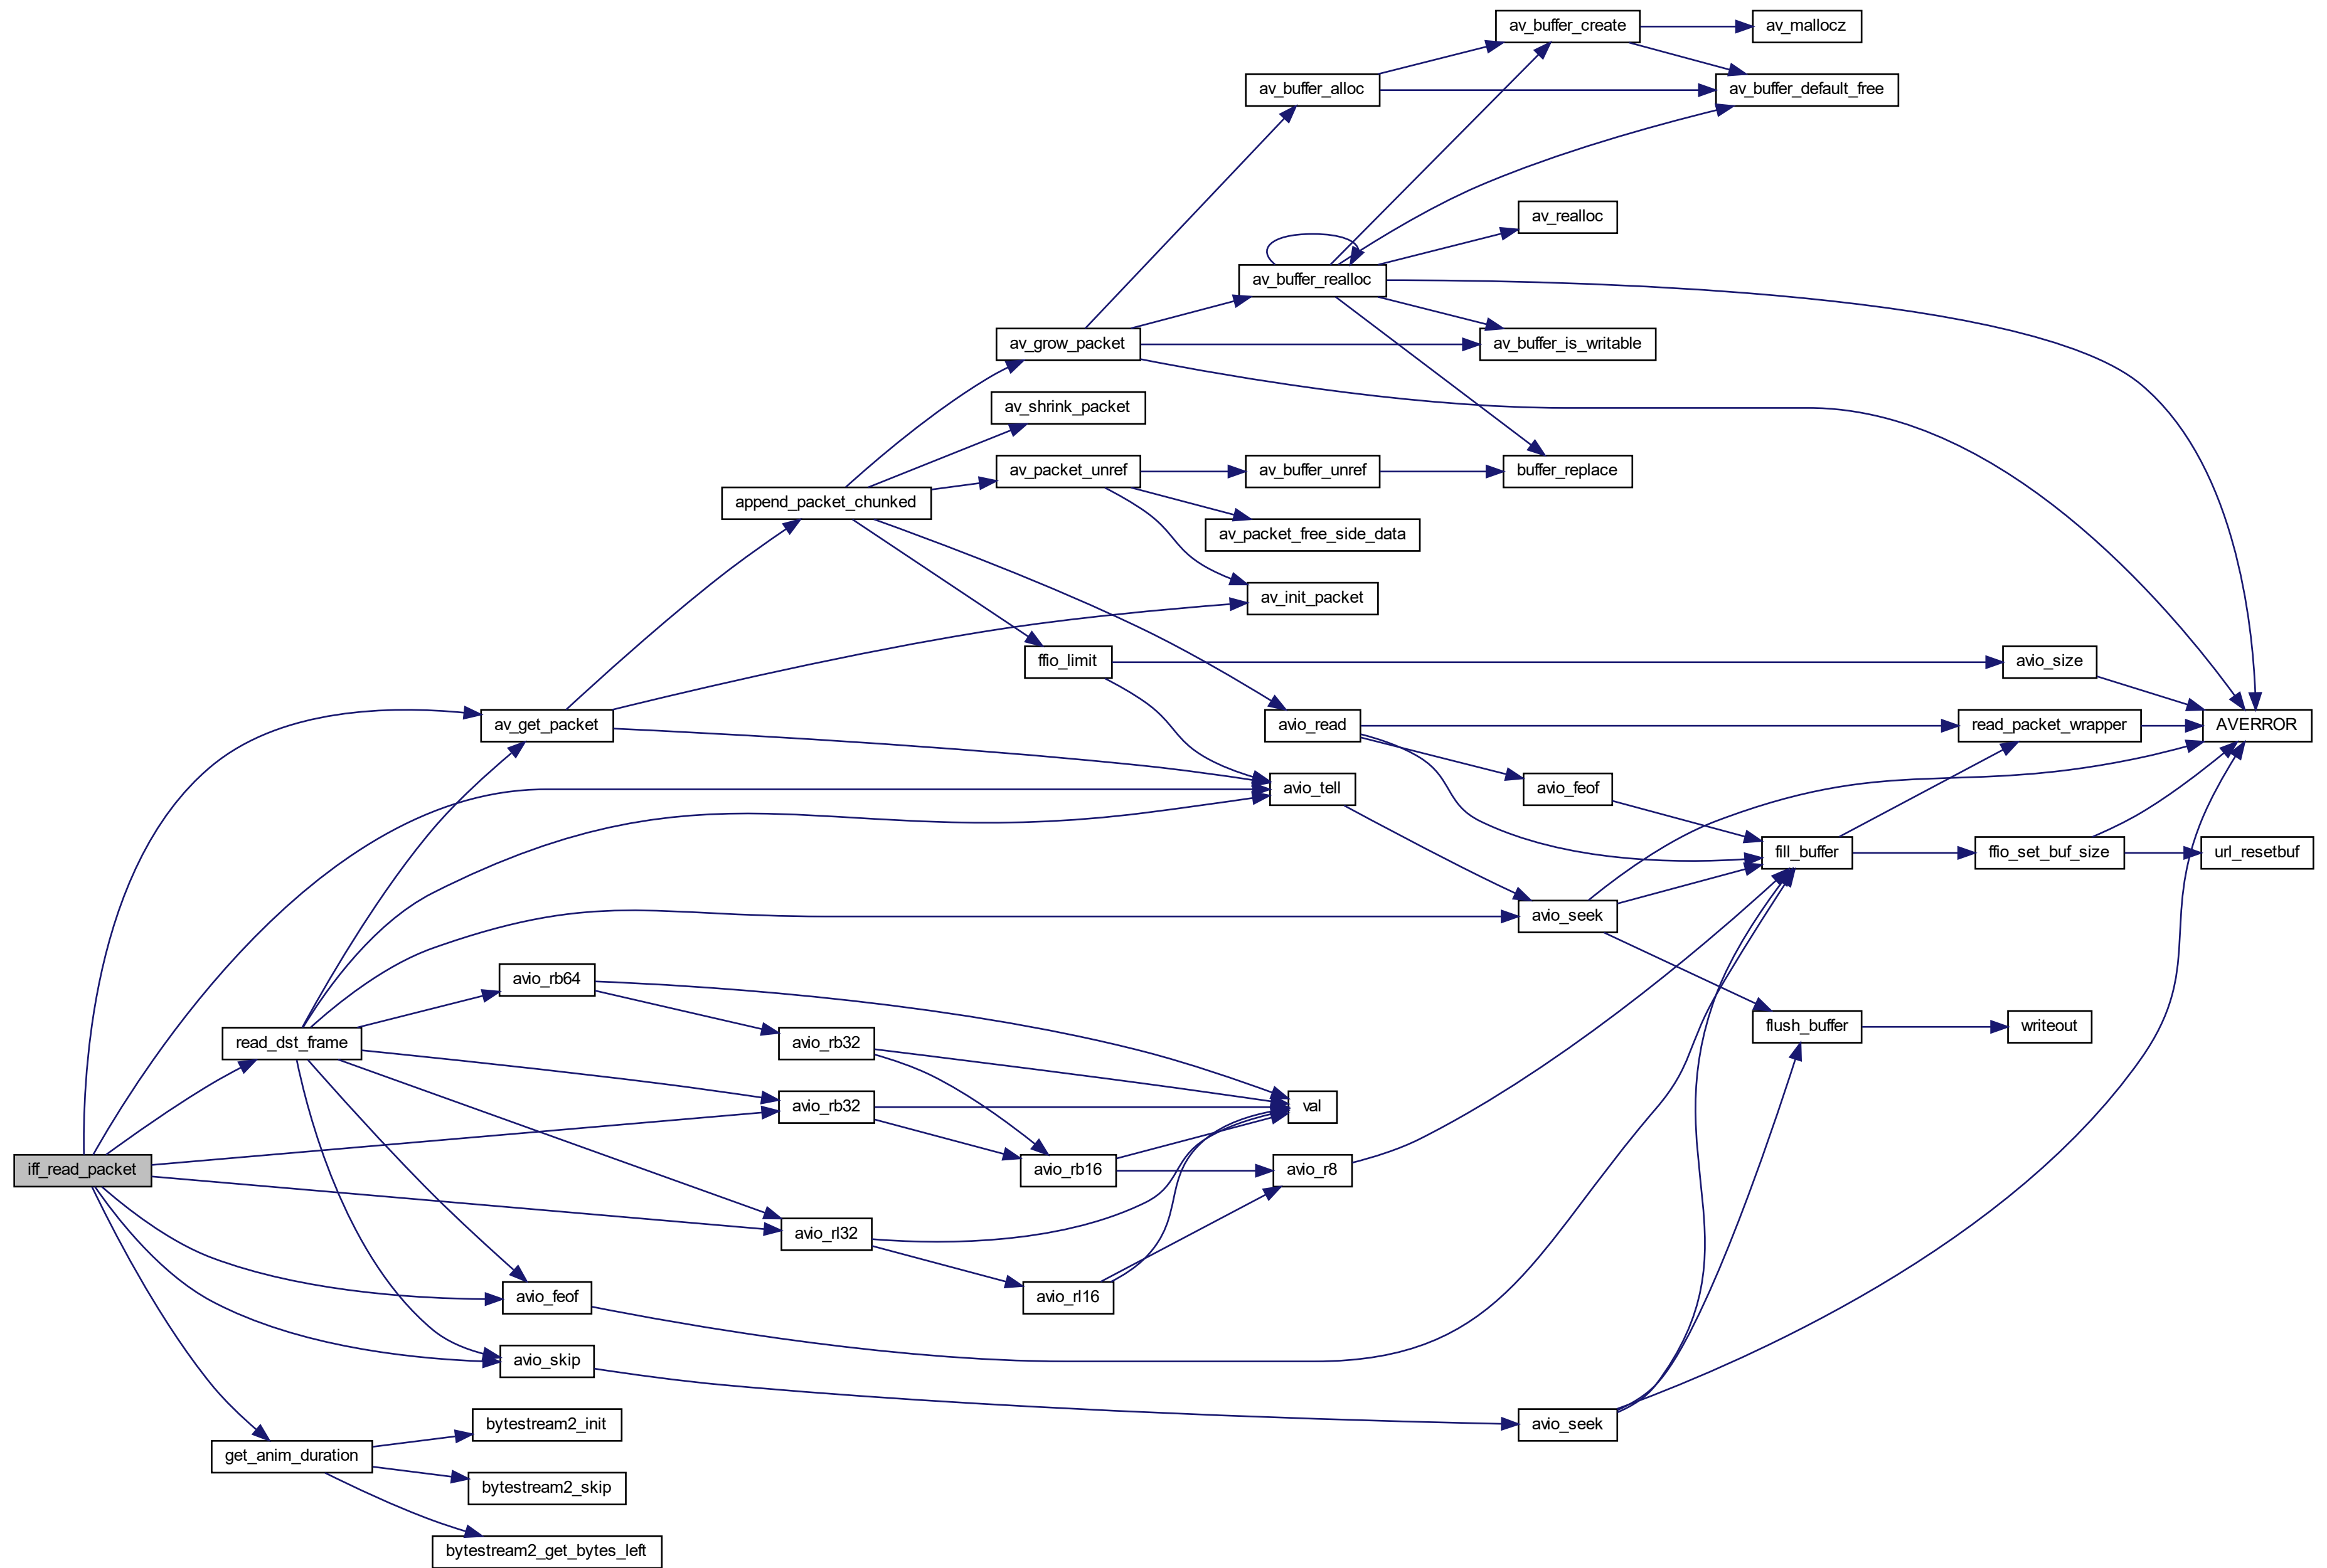 av_buffer_create
av_mallocz
av_buffer_alloc
av_buffer_default_free
av_realloc
av_buffer_realloc
av_grow_packet
av_buffer_is_writable
av_shrink_packet
av_packet_unref
av_buffer_unref
buffer_replace
append_packet_chunked
av_packet_free_side_data
av_init_packet
ffio_limit
avio_size
av_get_packet
avio_read
read_packet_wrapper
AVERROR
avio_tell
avio_feof
fill_buffer
ffio_set_buf_size
url_resetbuf
avio_seek
avio_rb64
read_dst_frame
avio_rb32
flush_buffer
writeout
avio_rb32
val
iff_read_packet
avio_rb16
avio_r8
avio_rl32
avio_feof
avio_rl16
avio_skip
avio_seek
bytestream2_init
get_anim_duration
bytestream2_skip
bytestream2_get_bytes_left